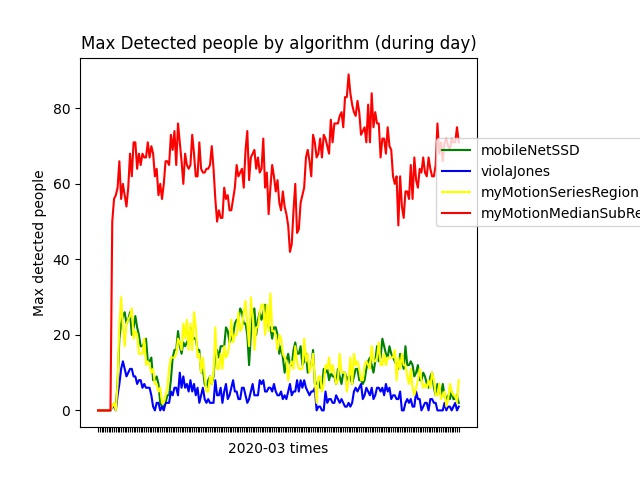 Max Detected people by algorithm (during day)
Max detected people
80
60
40
20
0
mobileNetSSD
violaJones
myMotionSeriesRegion
myMotionMedianSubRe
2020-03 times